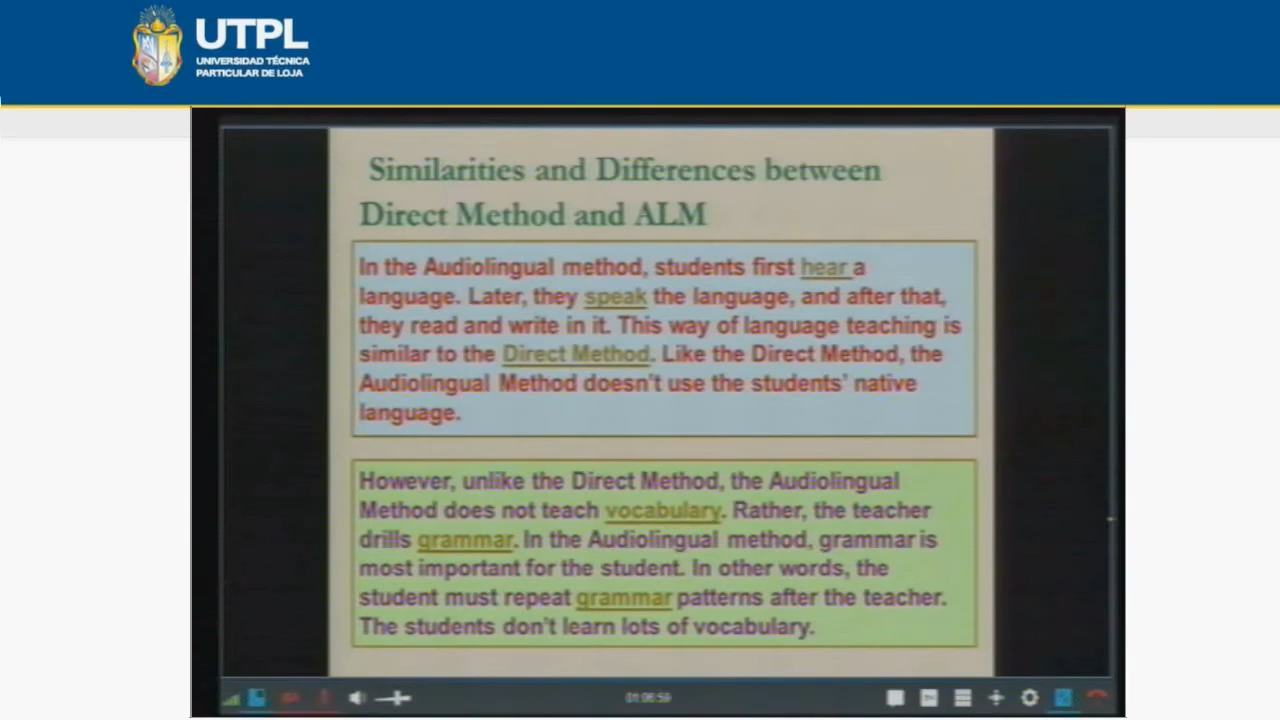 UTPL
UNIVERSIDAD TÉCNICA
PARTICULAR DE LOJA
Similarities and Differences between
Direct Method and ALM
In the Audiolingual method, students first hear a
language. Later, they speak the language, and after that,
they read and write in it. This way of language teaching is
similar to the Direct Method. Like the Direct Method, the
Audiolingual Method doesn't use the students' native
language.
However, unlike the Direct Method, the Audiolingual
Method does not teach vocabulary. Rather, the teacher
drills grammar. In the Audiolingual method, grammar is
most important for the student. In other words, the
student must repeat grammar patterns after the teacher.
The students don't learn lots of vocabulary.
01:06:59